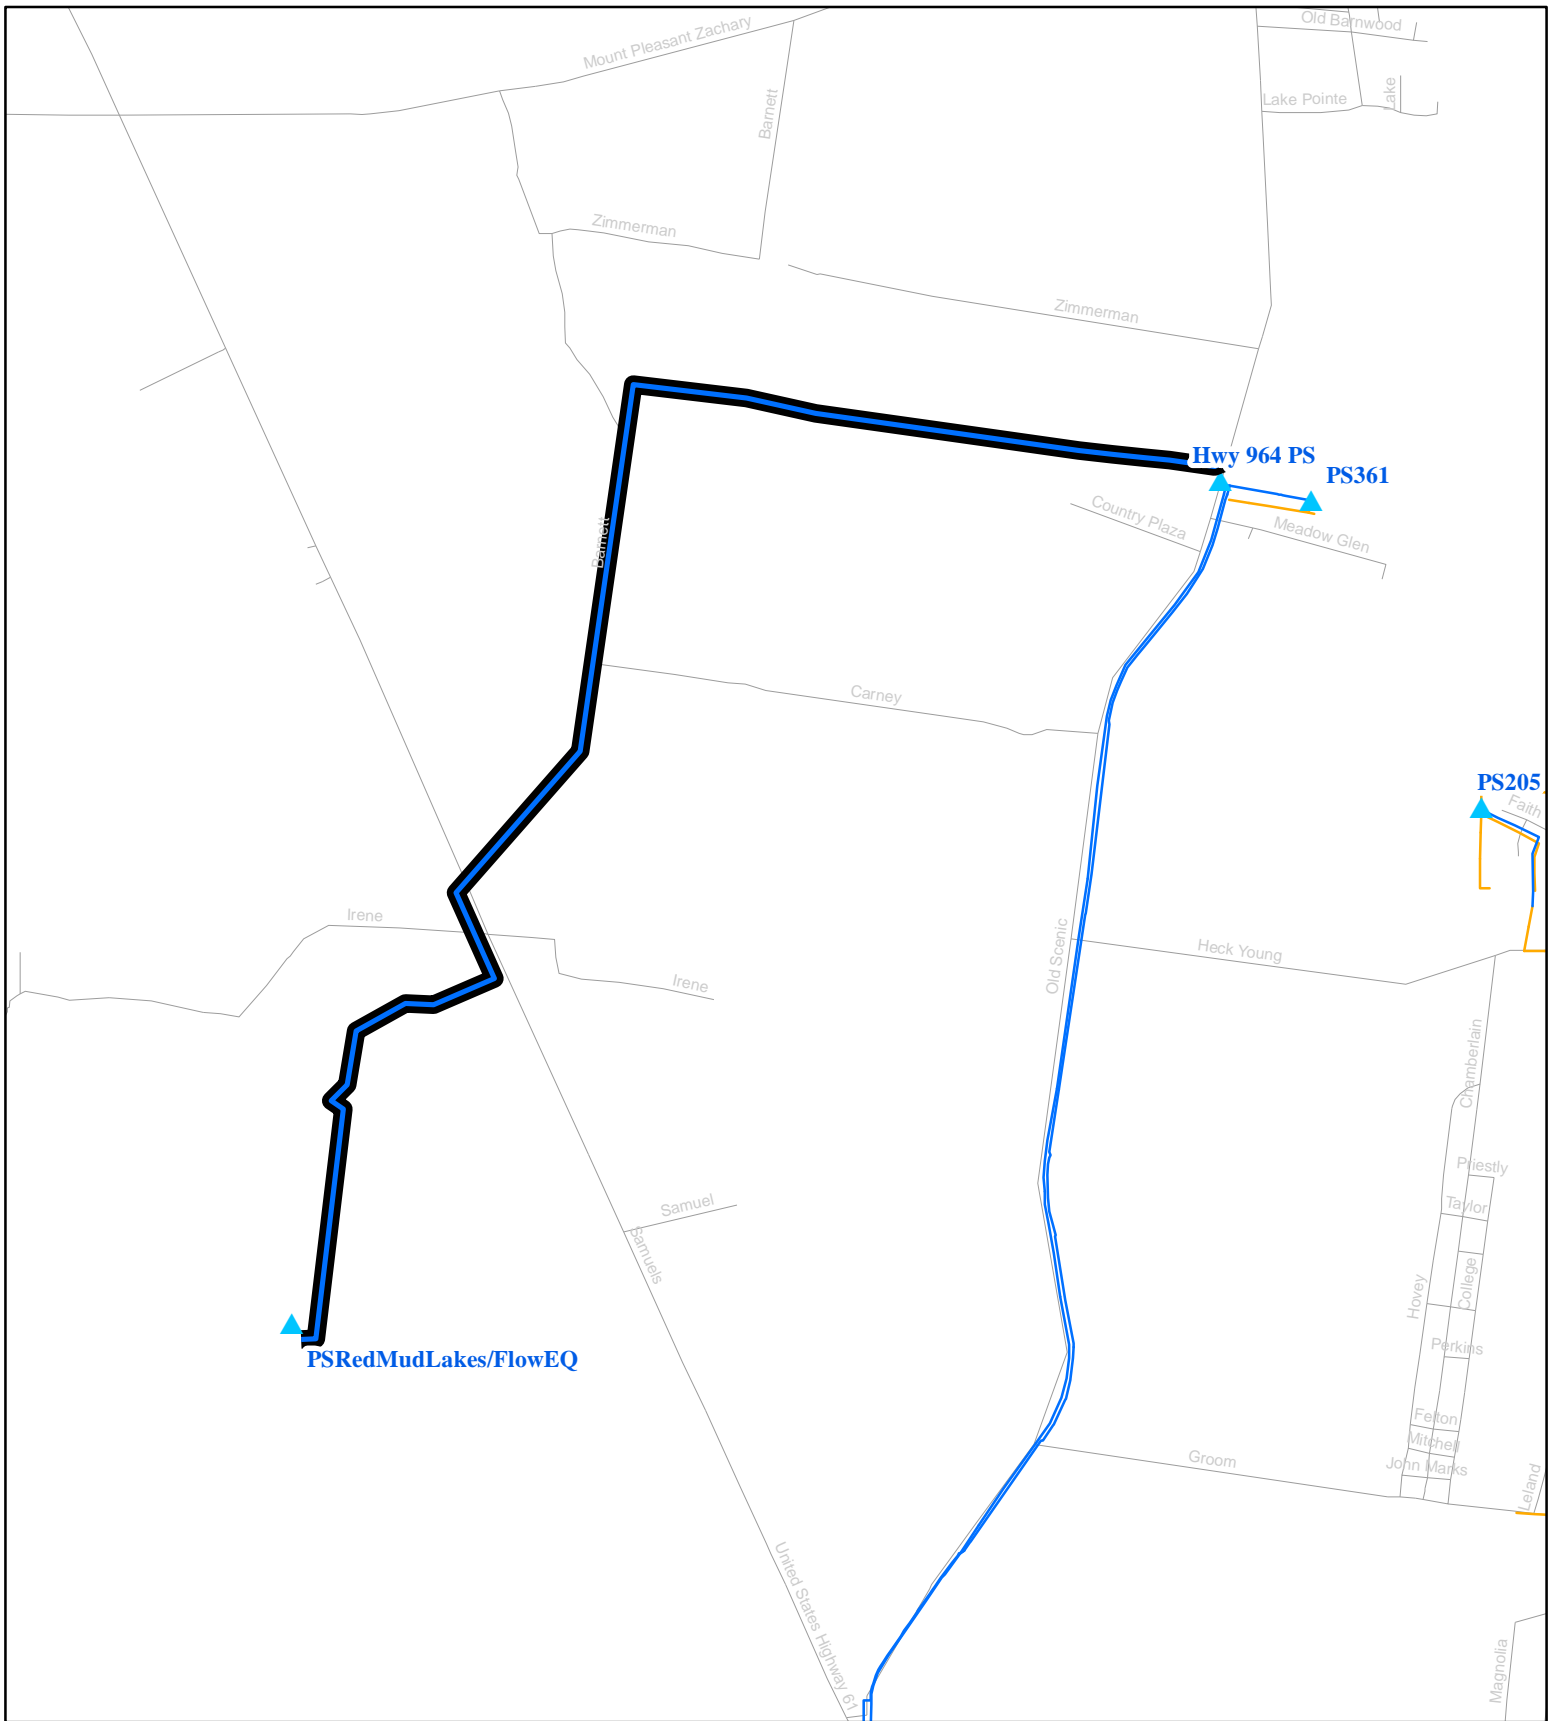 Old Barnwood
Mount Pleasant Zachary
Lake
Lake Pointe
Barnett
Zimmerman
Zimmerman
Hwy 964 PS
PS361
Country Plaza
Meadow Glen
Barnett
Carney
PS205
Faith
Irene
Heck Young
Old Scenic
Irene
Chamberlain
Priestly
Samuel
Taylor
Samuels
College
Hovey
Perkins
PSRedMudLakes/FlowEQ
Felton
Mitchell
Groom
John Marks
Leland
United States Highway 61
Magnolia